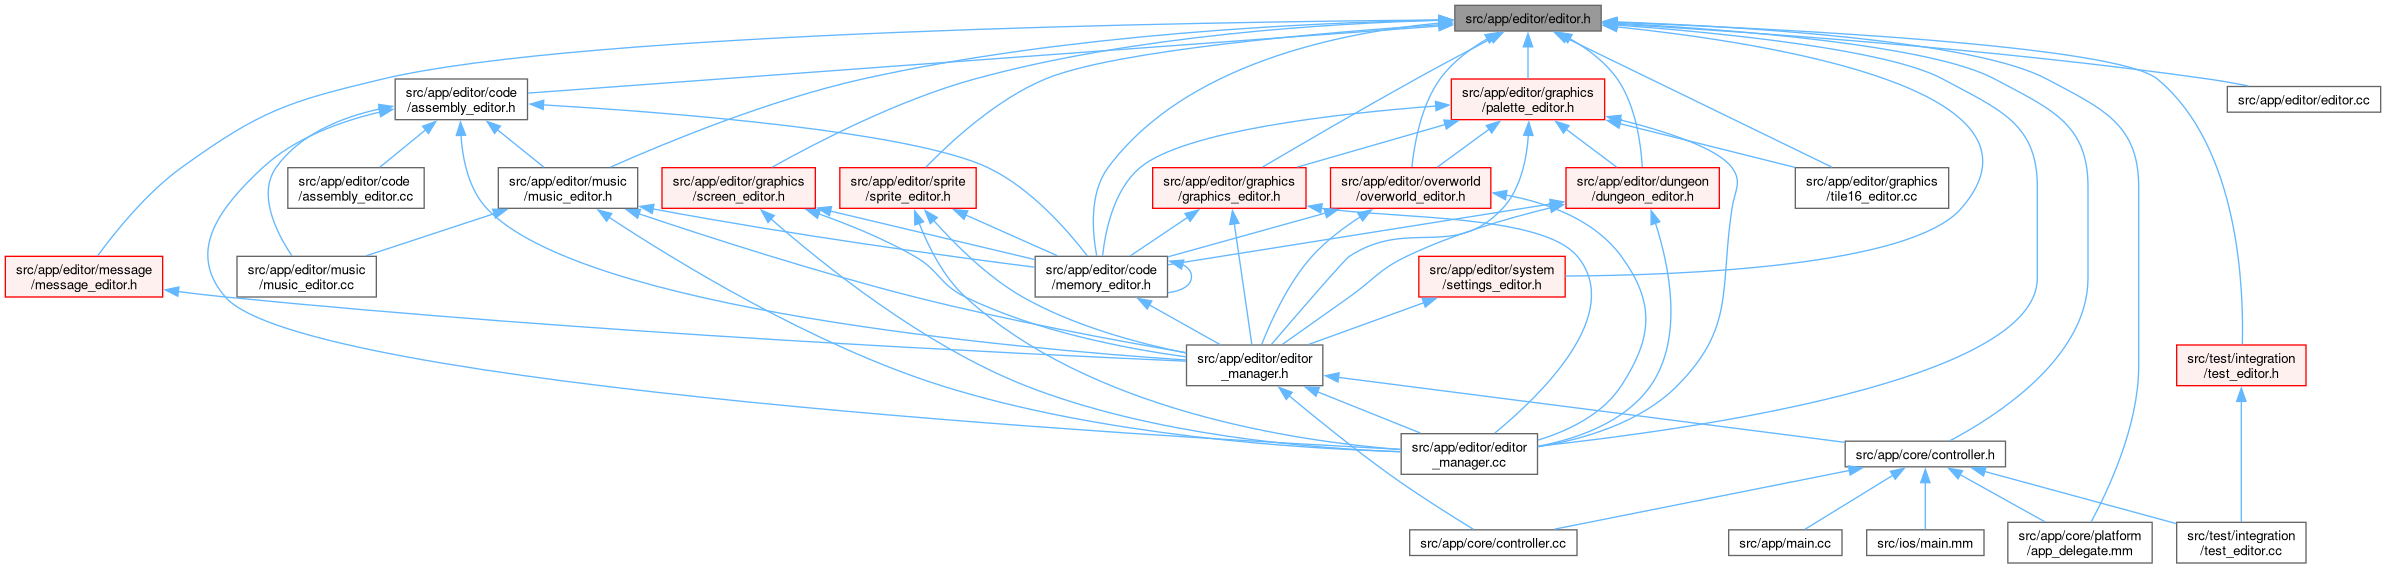 src/app/editor/editor.h
src/app/editor/code
/assembly_editor.h
src/app/editor/graphics
/palette_editor.h
src/app/editor/editor.cc
src/app/editor/code
/assembly_editor.cc
src/app/editor/music
/music_editor.h
src/app/editor/graphics
/screen_editor.h
src/app/editor/sprite
/sprite_editor.h
src/app/editor/graphics
/graphics_editor.h
src/app/editor/overworld
/overworld_editor.h
src/app/editor/dungeon
/dungeon_editor.h
src/app/editor/graphics
/tile16_editor.cc
src/app/editor/message
/message_editor.h
src/app/editor/music
/music_editor.cc
src/app/editor/code
/memory_editor.h
src/app/editor/system
/settings_editor.h
src/app/editor/editor
_manager.h
src/test/integration
/test_editor.h
src/app/editor/editor
_manager.cc
src/app/core/controller.h
src/app/core/controller.cc
src/app/main.cc
src/ios/main.mm
src/app/core/platform
/app_delegate.mm
src/test/integration
/test_editor.cc